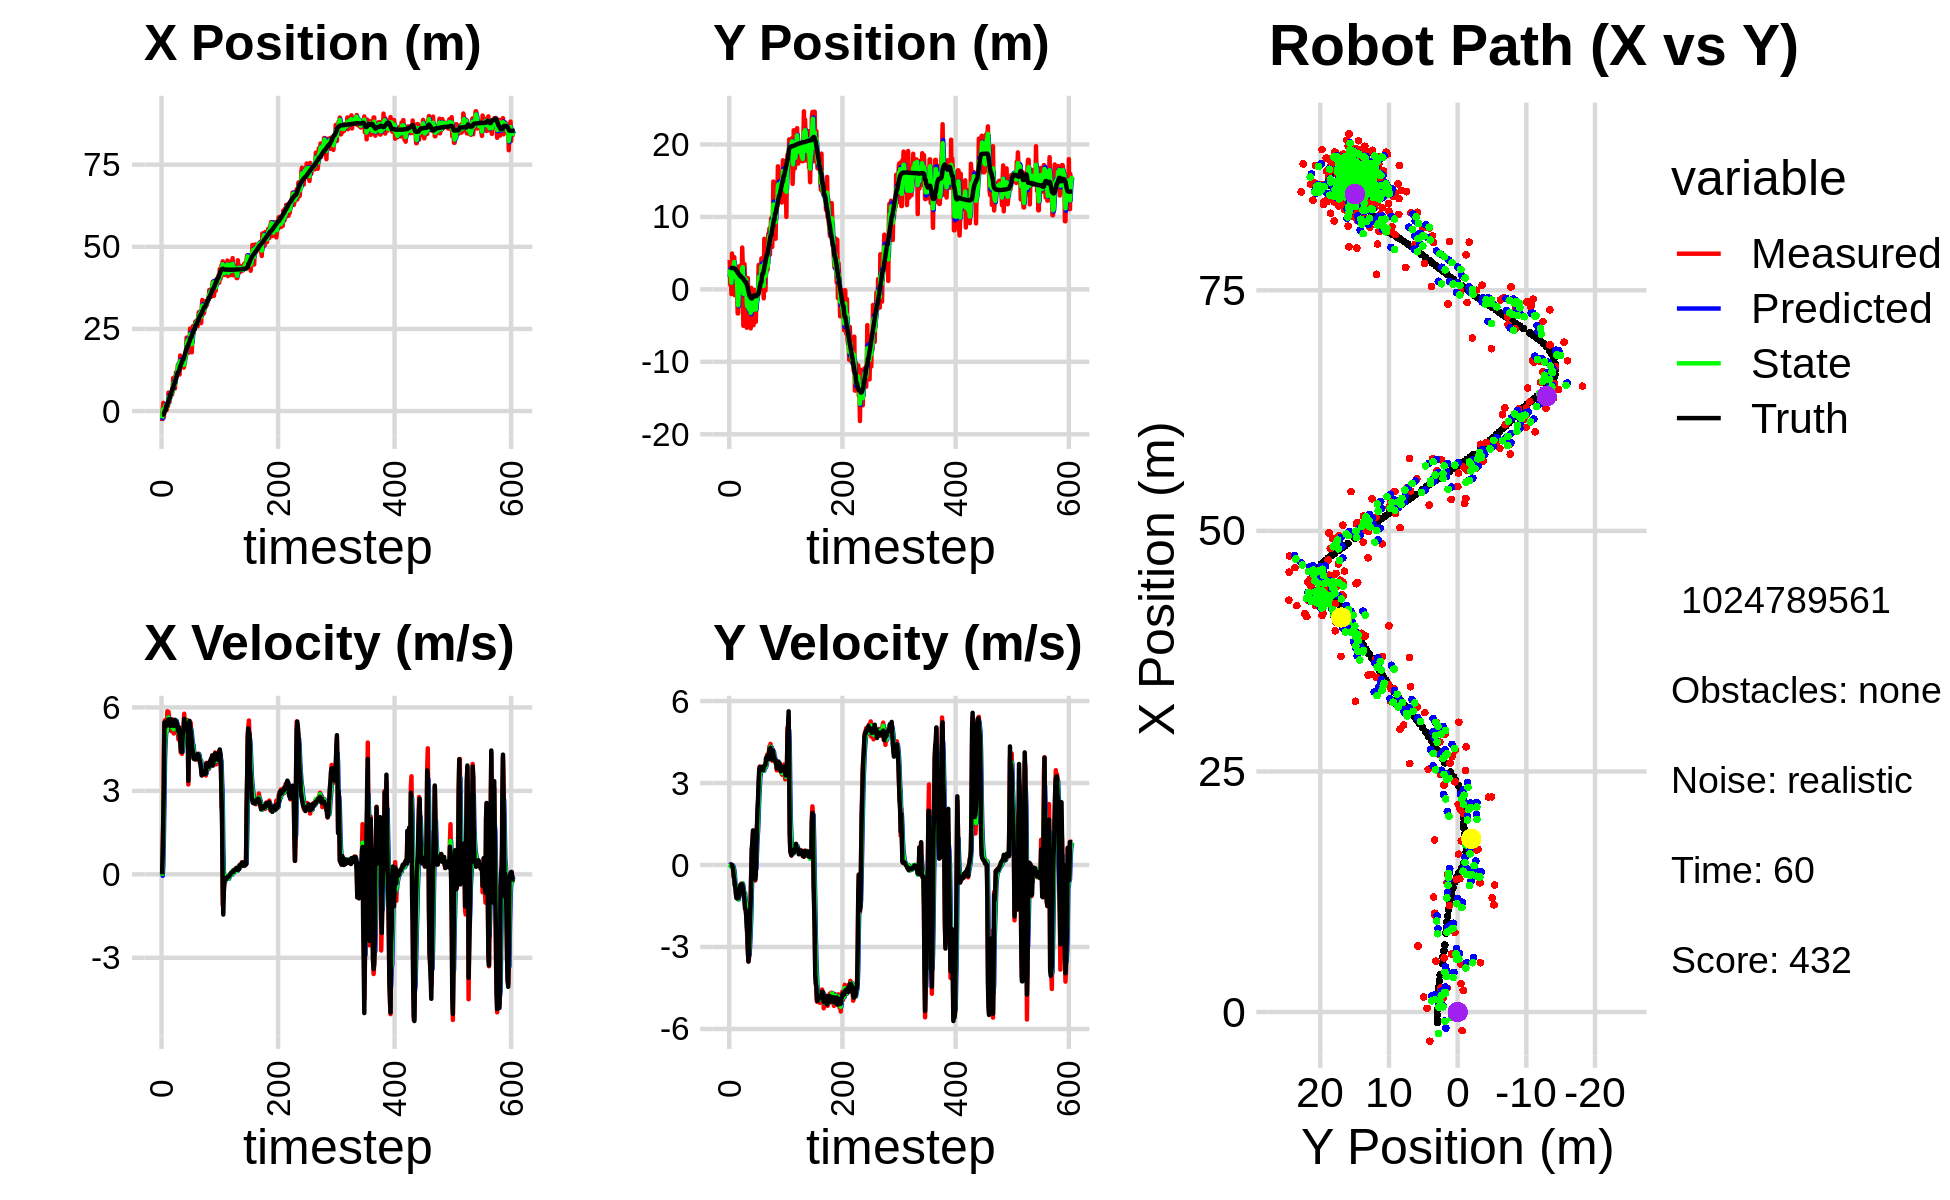 X Position (m)
75
50
25
0
0
200
400
600
timestep
Y Position (m)
20
10
0
-10
-20
0
200
400
600
timestep
X Velocity (m/s)
6
3
0
-3
0
200
400
600
timestep
Y Velocity (m/s)
6
3
0
-3
-6
0
200
400
600
timestep
Robot Path (X vs Y)
X Position (m)
75
50
25
0
20 10 0 -10 -20
Y Position (m)
variable
Measured
Predicted
State
Truth
1024789561
Obstacles: none
Noise: realistic
Time: 60
Score: 432